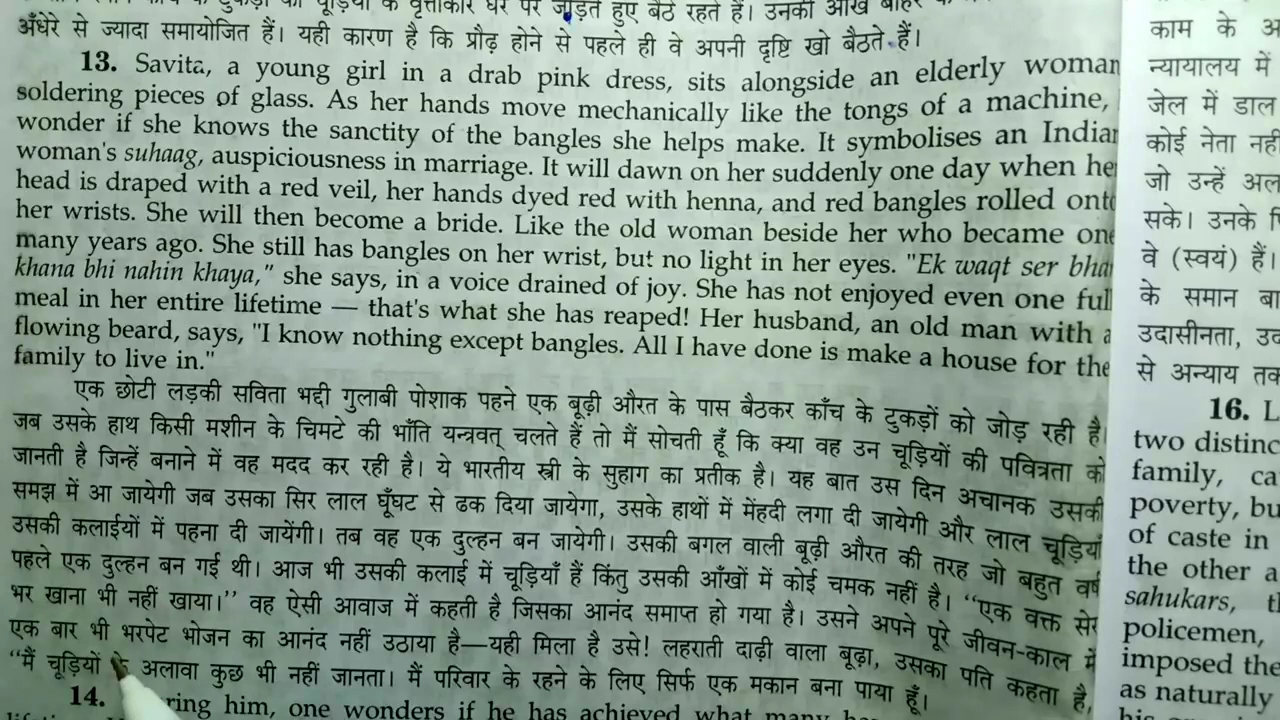 जोड़ते हुए बैठे रहते हैं। उनकी आँखें बाहर के
अँधेरे से ज्यादा समायोजित हैं। यही कारण है कि प्रौढ़ होने से पहले ही वे अपनी दृष्टि खो बैठते हैं।
13. Savita, a young girl in a drab pink dress, sits alongside an elderly woman
soldering pieces of glass. As her hands move mechanically like the tongs of a machine,
wonder if she knows the sanctity of the bangles she helps make. It symbolises an Indian
woman's suhaag, auspiciousness in marriage. It will dawn on her suddenly one day when her
head is draped with a red veil, her hands dyed red with henna, and red bangles rolled onto
her wrists. She will then become a bride. Like the old woman beside her who became one
many years ago. She still has bangles on her wrist, but no light in her eyes. "Ek waqt ser bhar
khana bhi nahin khaya," she says, in a voice drained of joy. She has not enjoyed even one full
meal in her entire lifetime — that's what she has reaped! Her husband, an old man with a
flowing beard, says, "I know nothing except bangles. All I have done is make a house for the
family to live in."
एक छोटी लड़की सविता भद्दी गुलाबी पोशाक पहने एक बूढ़ी औरत के पास बैठकर काँच के टुकड़ों को जोड़ रही है।
जब उसके हाथ किसी मशीन के चिमटे की भाँति यन्त्रवत् चलते हैं तो मैं सोचती हूँ कि क्या वह उन चूड़ियों की पवित्रता को
जानती है जिन्हें बनाने में वह मदद कर रही है। ये भारतीय स्त्री के सुहाग का प्रतीक है। यह बात उस दिन अचानक उसकी
समझ में आ जायेगी जब उसका सिर लाल घूँघट से ढक दिया जायेगा, उसके हाथों में मेंहदी लगा दी जायेगी और लाल चूड़ियाँ
उसकी कलाईयों में पहना दी जायेंगी। तब वह एक दुल्हन बन जायेगी। उसकी बगल वाली बूढ़ी औरत की तरह जो बहुत वर्ष
पहले एक दुल्हन बन गई थी। आज भी उसकी कलाई में चूड़ियाँ हैं किंतु उसकी आँखों में कोई चमक नहीं है। “एक वक्त सेर
भर खाना भी नहीं खाया।” वह ऐसी आवाज में कहती है जिसका आनंद समाप्त हो गया है। उसने अपने पूरे जीवन-काल में
एक बार भी भरपेट भोजन का आनंद नहीं उठाया है—यही मिला है उसे! लहराती दाढ़ी वाला बूढ़ा, उसका पति कहता है,
“मैं चूड़ियों के अलावा कुछ भी नहीं जानता। मैं परिवार के रहने के लिए सिर्फ एक मकान बना पाया हूँ।
14. ring him, one wonders if he has achieved what many
काम के
न्यायालय में
जेल में डाल
कोई नेता नहीं
जो उन्हें
सके। उनके
वे (स्वयं) हैं।
के समान
उदासीनता,
से अन्याय
16.
two distinc
family,
poverty,
of caste in
the other
sahukars,
policemen,
imposed the
as naturally